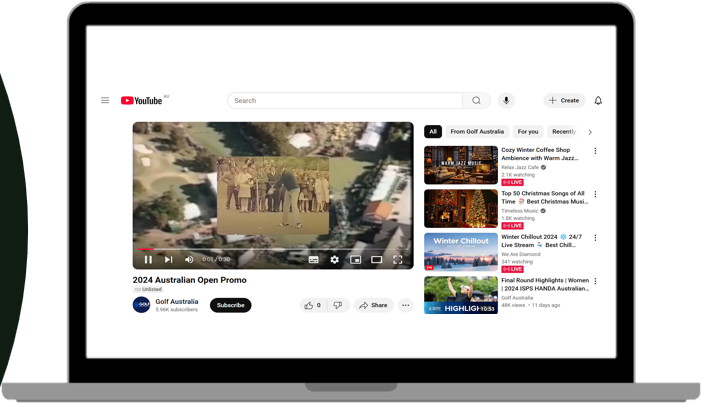 YouTube AU
Search
Create
All
From Golf Australia
For you
Recently
WARM JAZZ MUSIC
Cozy Winter Coffee Shop
Ambience with Warm Jazz...
Relax Jazz Cafe
2.1K watching
LIVE
Top 50 Christmas Songs of All
Time 🎅 Best Christmas Musi...
Timeless Music
1.8K watching
LIVE
Winter Chillout
Winter Chillout 2024 ❄️ 24/7
Live Stream ⛄ Best Chill...
We Are Diamond
341 watching
LIVE
HIGHLIGHTS
10:53
Final Round Highlights | Women
| 2024 ISPS HANDA Australian...
Golf Australia
48K views • 11 days ago
0:01 / 0:30
2024 Australian Open Promo
Unlisted
GOLF
Golf Australia
5.96K subscribers
Subscribe
0
Share